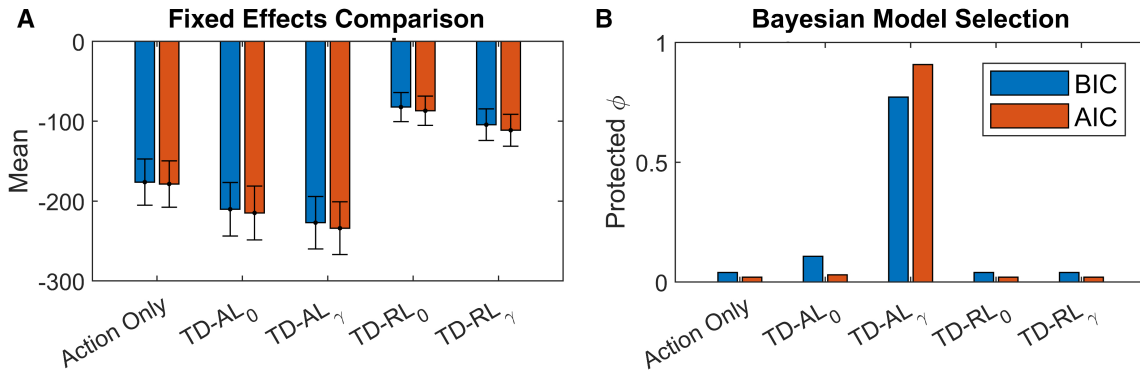 A
Fixed Effects Comparison
Mean
0
-100
-200
-300
Action Only
TD-AL₀
TD-ALᵧ
TD-RL₀
TD-RLᵧ
B
Bayesian Model Selection
Protected ϕ
1
0.5
0
BIC
AIC
Action Only
TD-AL₀
TD-ALᵧ
TD-RL₀
TD-RLᵧ